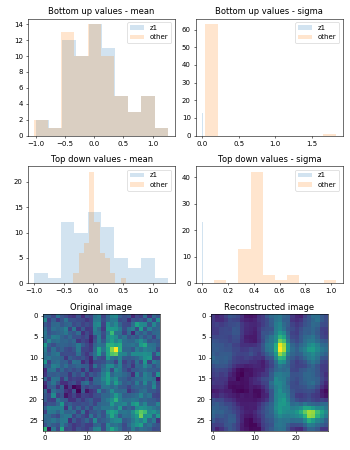 Bottom up values - mean
Bottom up values - sigma
14
12
10
8
6
4
2
0
z1
other
−1.0 −0.5 0.0 0.5 1.0
60
50
40
30
20
10
0
z1
other
0.0 0.5 1.0 1.5
Top down values - mean
Top down values - sigma
20
15
10
5
0
z1
other
−1.0 −0.5 0.0 0.5 1.0
40
30
20
10
0
z1
other
0.0 0.2 0.4 0.6 0.8 1.0
Original image
Reconstructed image
0
5
10
15
20
25
0 10 20
0
5
10
15
20
25
0 10 20